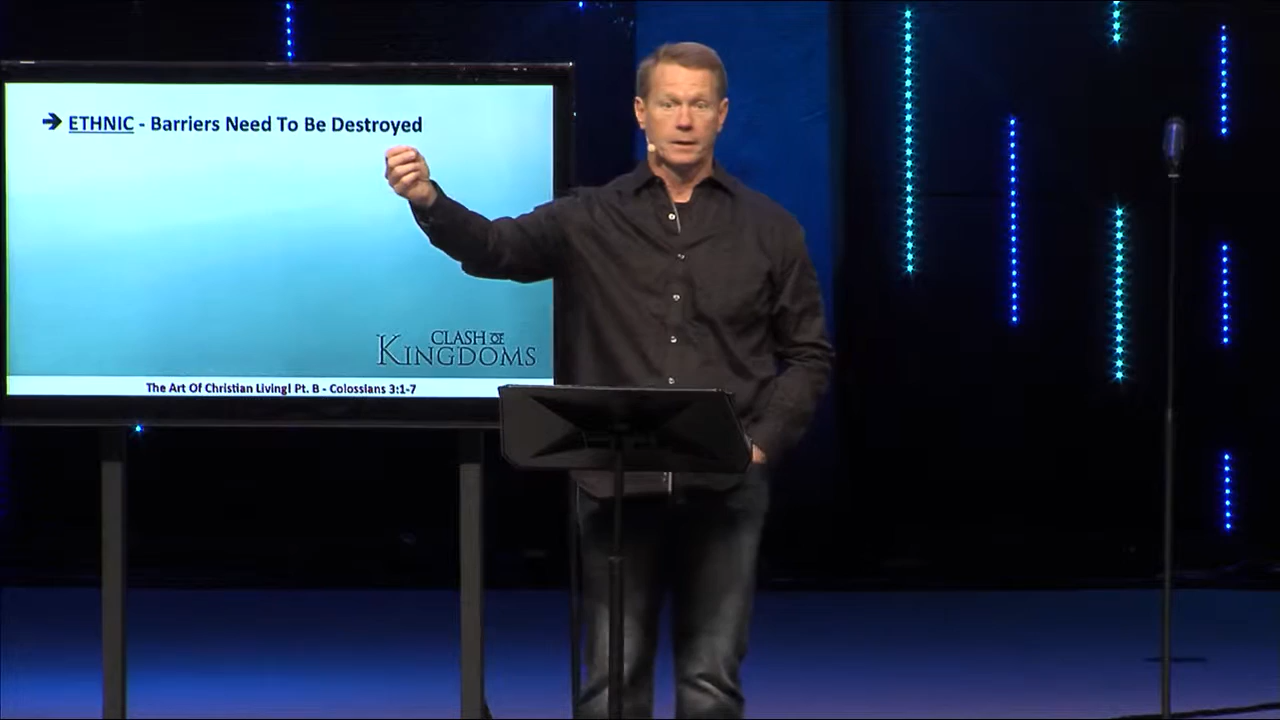 ➔ ETHNIC - Barriers Need To Be Destroyed
CLASH OF
KINGDOMS
The Art Of Christian Living! Pt. B - Colossians 3:1-7